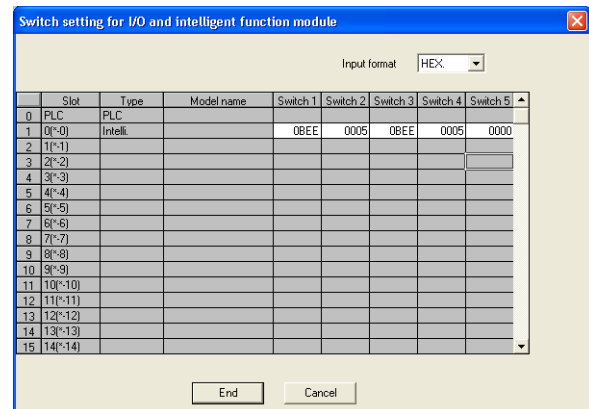 Switch setting for I/O and intelligent function module
Input format HEX.
Slot Type Model name Switch 1 Switch 2 Switch 3 Switch 4 Switch 5
0 PLC PLC
1 0(*-0) Intelli. 0BEE 0005 0BEE 0005 0000
2 1(*-1)
3 2(*-2)
4 3(*-3)
5 4(*-4)
6 5(*-5)
7 6(*-6)
8 7(*-7)
9 8(*-8)
10 9(*-9)
11 10(*-10)
12 11(*-11)
13 12(*-12)
14 13(*-13)
15 14(*-14)
End Cancel